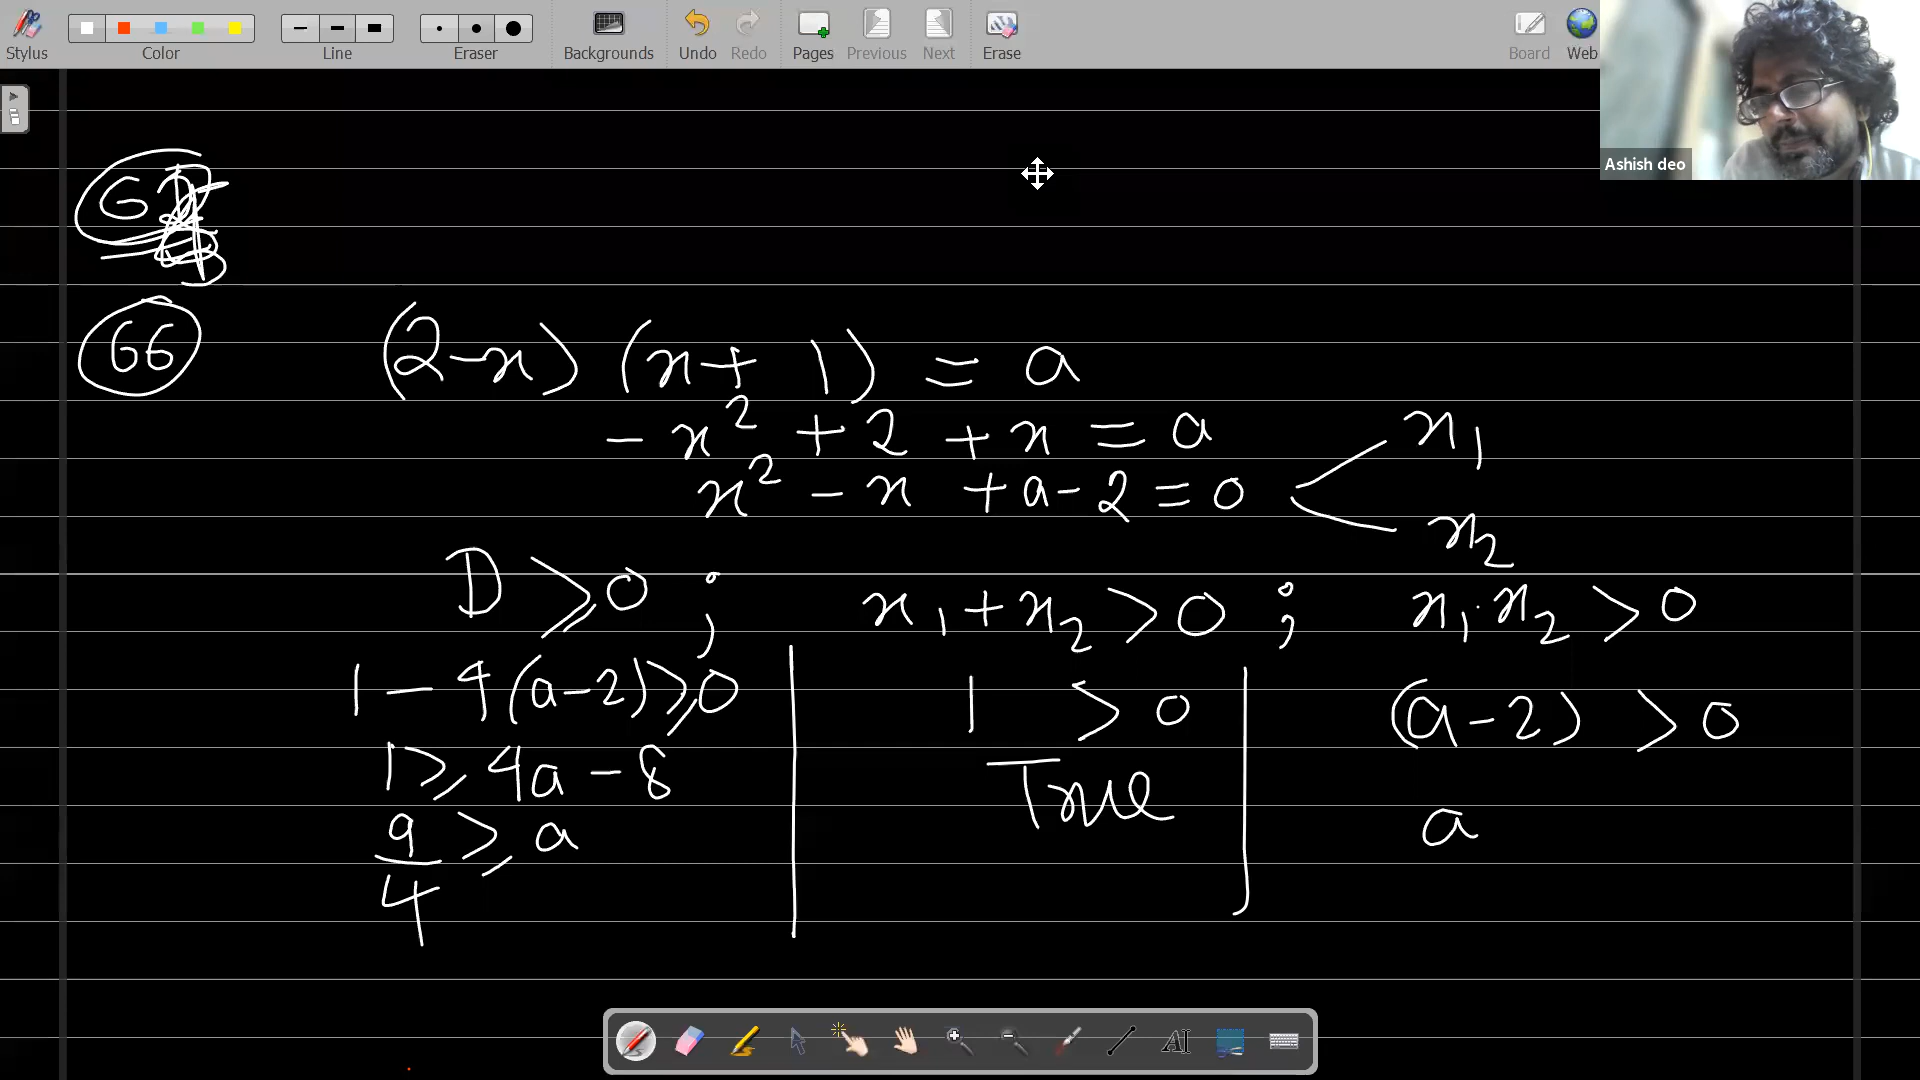 Stylus Color Line Eraser Backgrounds Undo Redo Pages Previous Next Erase Board Web
Ashish deo
66 (2-x) (x+1) = a
-x² + 2 + x = a
x² - x + a-2 = 0
x₁
x₂
D ⩾ 0 ; x₁+x₂ > 0 ; x₁·x₂ > 0
1 - 4(a-2) ⩾ 0
1 > 0
(a-2) > 0
1 ⩾ 4a - 8
True
a
9/4 ⩾ a
AI